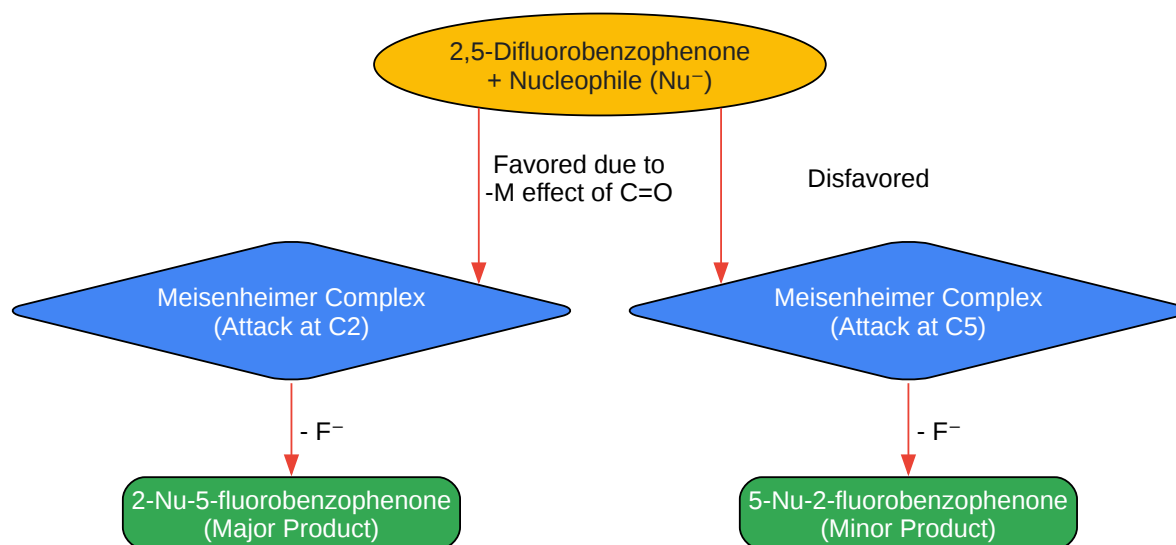 2,5-Difluorobenzophenone
+ Nucleophile (Nu⁻)
Favored due to
-M effect of C=O
Disfavored
Meisenheimer Complex
(Attack at C2)
Meisenheimer Complex
(Attack at C5)
- F⁻
- F⁻
2-Nu-5-fluorobenzophenone
(Major Product)
5-Nu-2-fluorobenzophenone
(Minor Product)